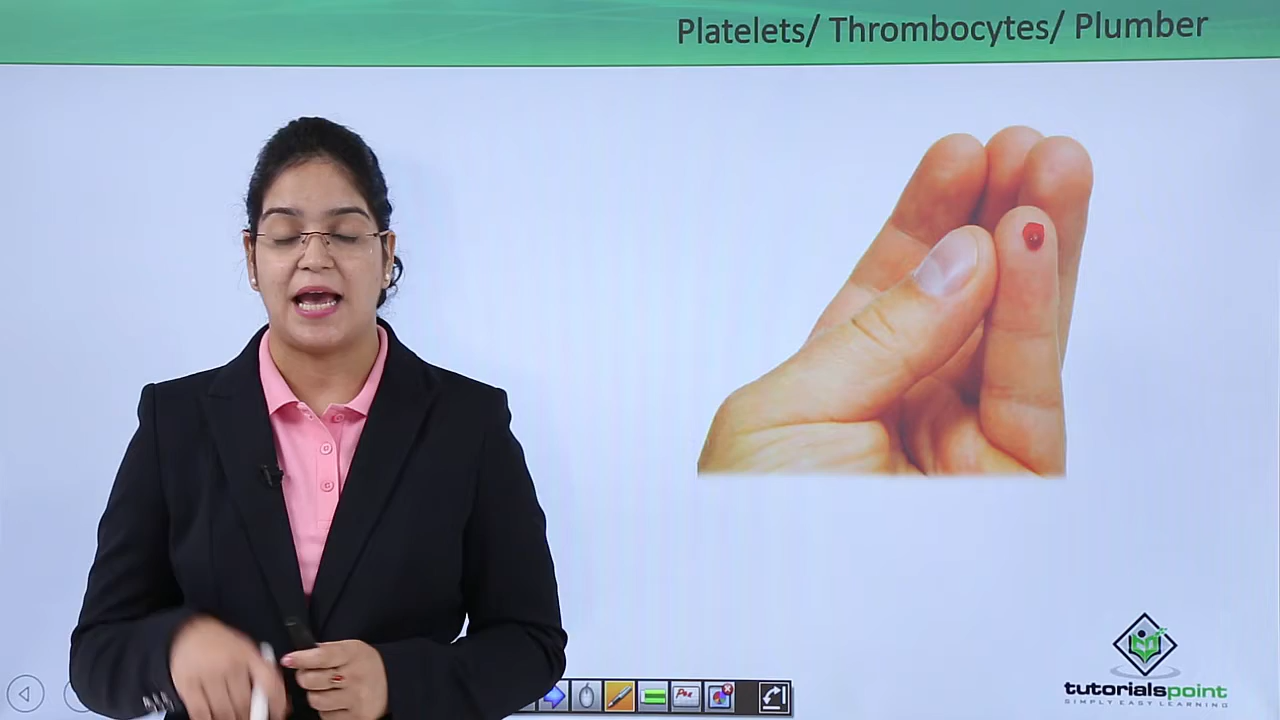 Platelets/ Thrombocytes/ Plumber
tutorialspoint
SIMPLY EASY LEARNING